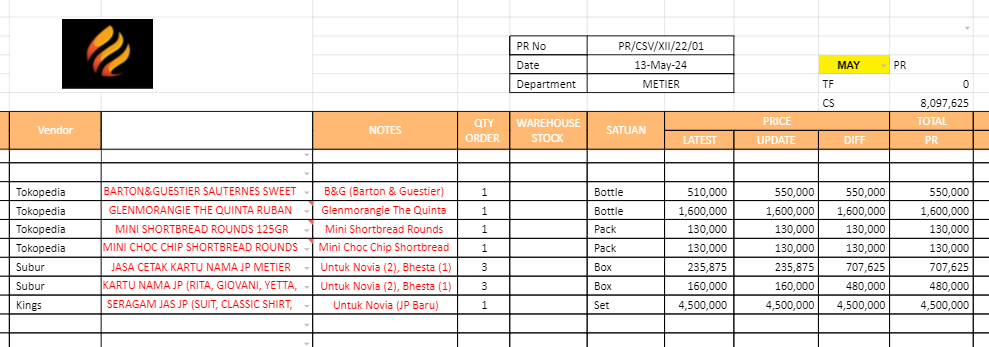 PR No PR/CSV/XII/22/01
Date 13-May-24 MAY PR
Department METIER TF 0
CS 8,097,625
Vendor NOTES QTY ORDER WAREHOUSE STOCK SATUAN PRICE TOTAL
LATEST UPDATE DIFF PR
Tokopedia BARTON&GUESTIER SAUTERNES SWEET B&G (Barton & Guestier) 1 Bottle 510,000 550,000 550,000 550,000
Tokopedia GLENMORANGIE THE QUINTA RUBAN Glenmorangie The Quinta 1 Bottle 1,600,000 1,600,000 1,600,000 1,600,000
Tokopedia MINI SHORTBREAD ROUNDS 125GR Mini Shortbread Rounds 1 Pack 130,000 130,000 130,000 130,000
Tokopedia MINI CHOC CHIP SHORTBREAD ROUNDS Mini Choc Chip Shortbread 1 Pack 130,000 130,000 130,000 130,000
Subur JASA CETAK KARTU NAMA JP METIER Untuk Novia (2), Bhesta (1) 3 Box 235,875 235,875 707,625 707,625
Subur KARTU NAMA JP (RITA, GIOVANI, YETTA, Untuk Novia (2), Bhesta (1) 3 Box 160,000 160,000 480,000 480,000
Kings SERAGAM JAS JP (SUIT, CLASSIC SHIRT, Untuk Novia (JP Baru) 1 Set 4,500,000 4,500,000 4,500,000 4,500,000